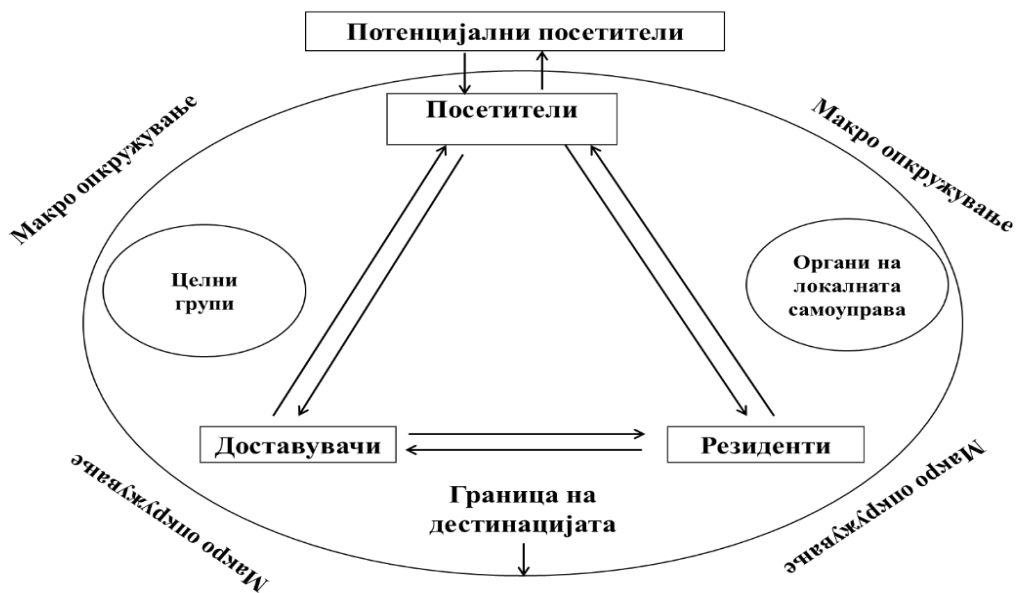 Потенцијални посетители
Посетители
Макро опкружување
Макро опкружување
Целни
групи
Органи на
локалната
самоуправа
Доставувачи
Резиденти
Граница на
дестинацијата
Макро опкружување
Макро опкружување